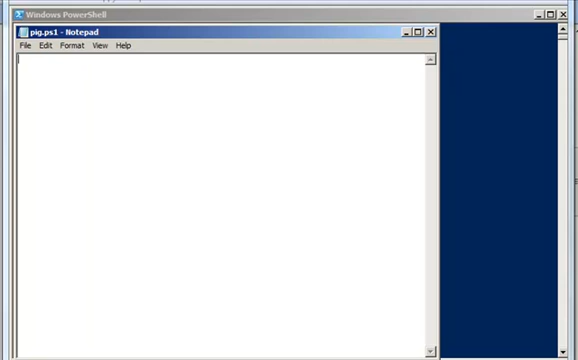 Windows PowerShell
pig.ps1 - Notepad
File Edit Format View Help